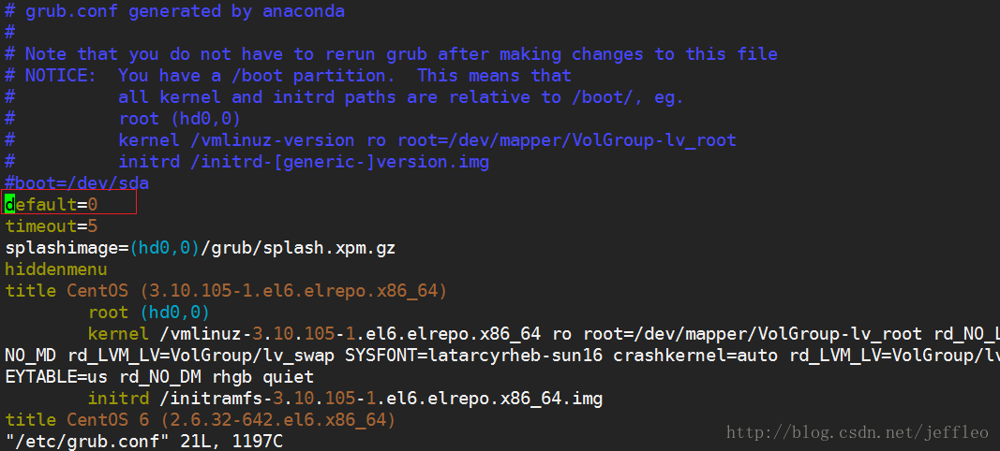 # grub.conf generated by anaconda
#
# Note that you do not have to rerun grub after making changes to this file
# NOTICE:  You have a /boot partition.  This means that
#          all kernel and initrd paths are relative to /boot/, eg.
#          root (hd0,0)
#          kernel /vmlinuz-version ro root=/dev/mapper/VolGroup-lv_root
#          initrd /initrd-[generic-]version.img
#boot=/dev/sda
default=0
timeout=5
splashimage=(hd0,0)/grub/splash.xpm.gz
hiddenmenu
title CentOS (3.10.105-1.el6.elrepo.x86_64)
        root (hd0,0)
        kernel /vmlinuz-3.10.105-1.el6.elrepo.x86_64 ro root=/dev/mapper/VolGroup-lv_root rd_NO_L
NO_MD rd_LVM_LV=VolGroup/lv_swap SYSFONT=latarcyrheb-sun16 crashkernel=auto rd_LVM_LV=VolGroup/lv
EYTABLE=us rd_NO_DM rhgb quiet
        initrd /initramfs-3.10.105-1.el6.elrepo.x86_64.img
title CentOS 6 (2.6.32-642.el6.x86_64)
"/etc/grub.conf" 21L, 1197C
http://blog.csdn.net/jeffleo